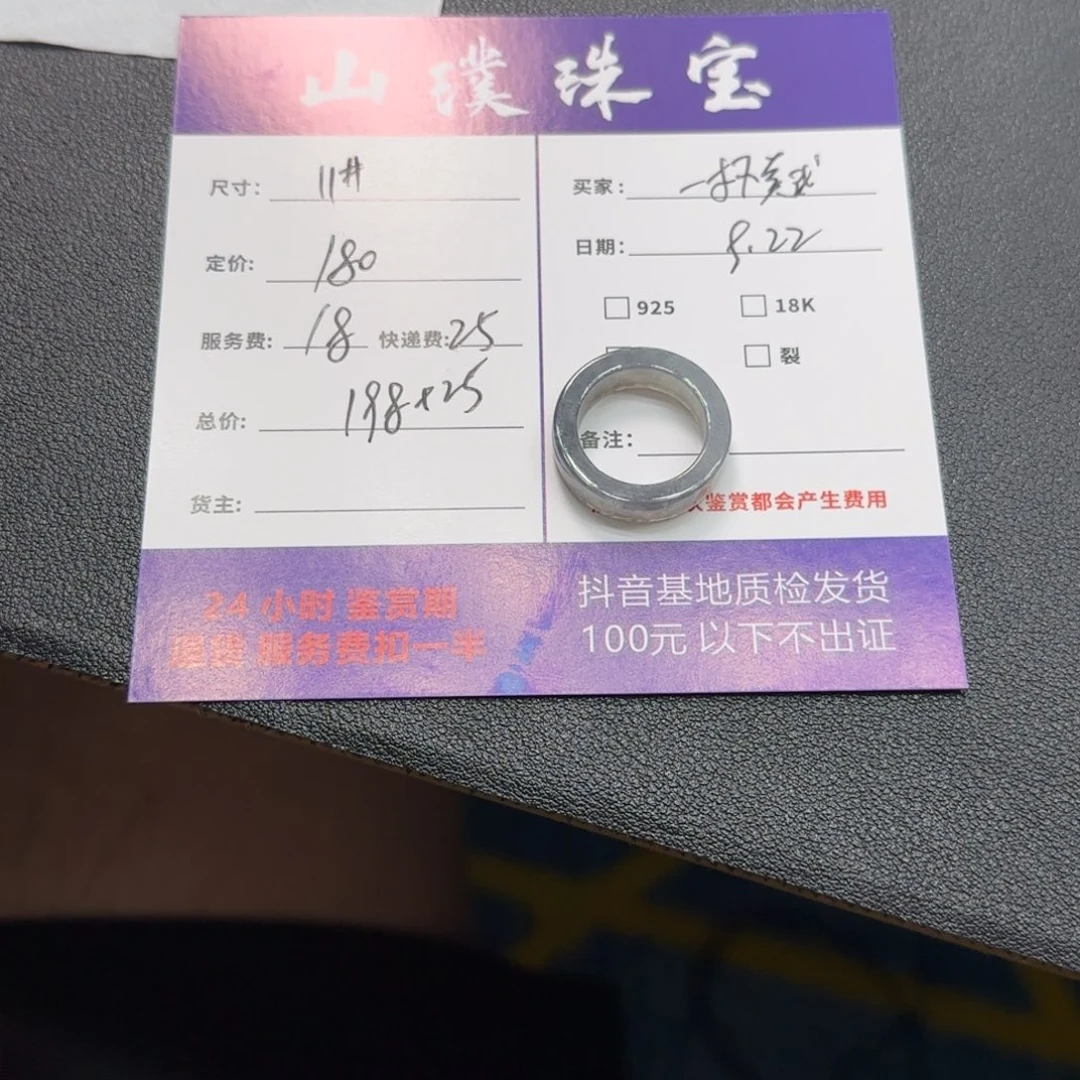 山璞珠宝
尺寸: 11#
定价: 180
服务费: 18 快递费: 25
总价: 198+25
货主:
买家:
日期: 9.22
925 18K
裂
备注:
鉴赏都会产生费用
24小时 鉴赏期
退货 服务费扣一半
抖音基地质检发货
100元 以下不出证